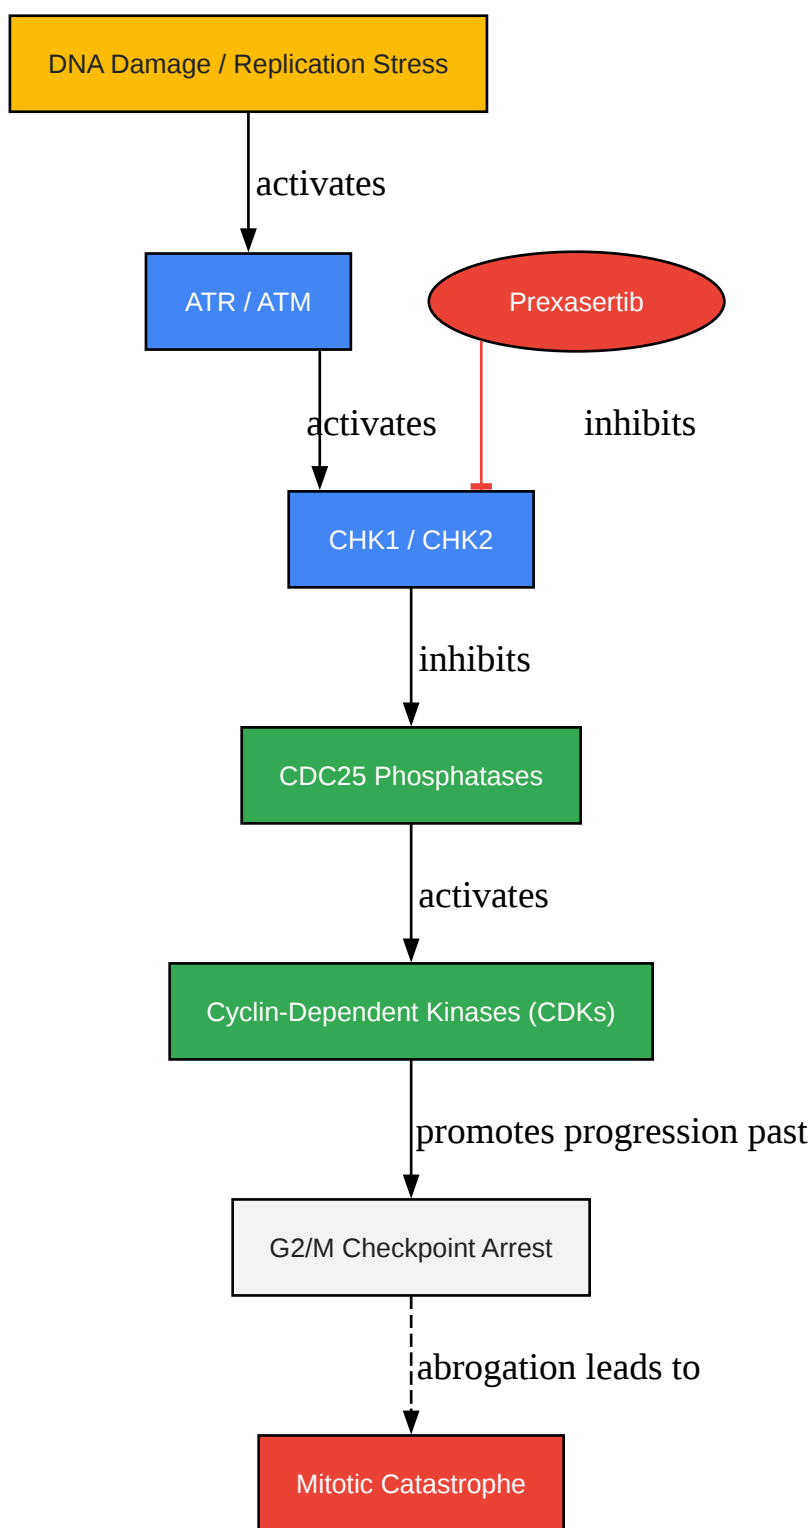 DNA Damage / Replication Stress
activates
ATR / ATM
Prexasertib
activates
inhibits
CHK1 / CHK2
inhibits
CDC25 Phosphatases
activates
Cyclin-Dependent Kinases (CDKs)
promotes progression past
G2/M Checkpoint Arrest
abrogation leads to
Mitotic Catastrophe